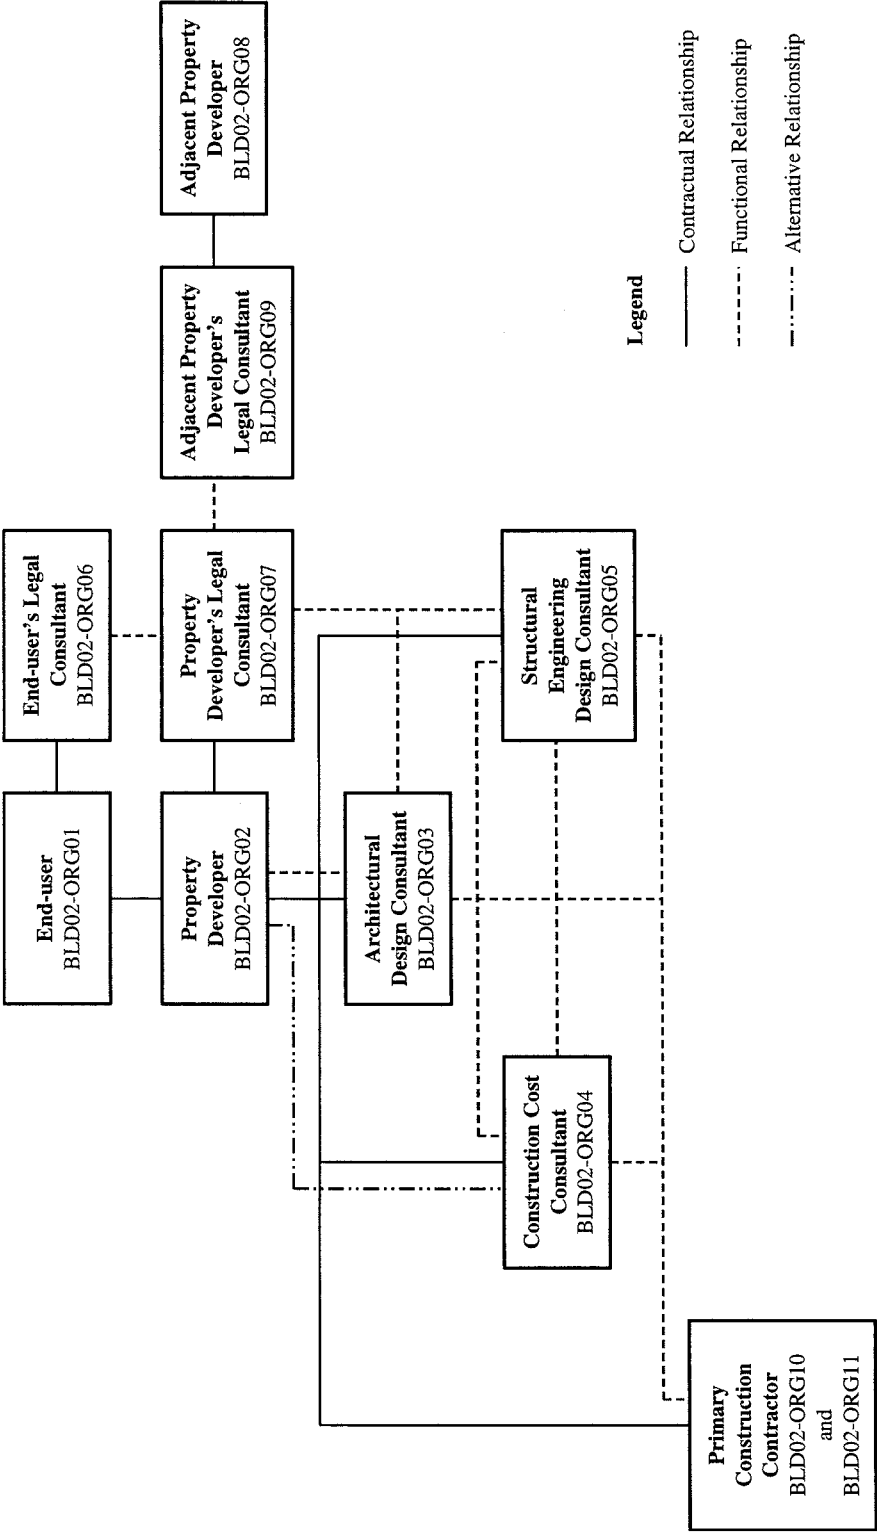 End-user
BLD02-ORG01
End-user's Legal
Consultant
BLD02-ORG06
Property
Developer
BLD02-ORG02
Property
Developer's Legal
Consultant
BLD02-ORG07
Adjacent Property
Developer's
Legal Consultant
BLD02-ORG09
Adjacent Property
Developer
BLD02-ORG08
Architectural
Design Consultant
BLD02-ORG03
Construction Cost
Consultant
BLD02-ORG04
Structural
Engineering
Design Consultant
BLD02-ORG05
Primary
Construction
Contractor
BLD02-ORG10
and
BLD02-ORG11
Legend
Contractual Relationship
Functional Relationship
Alternative Relationship